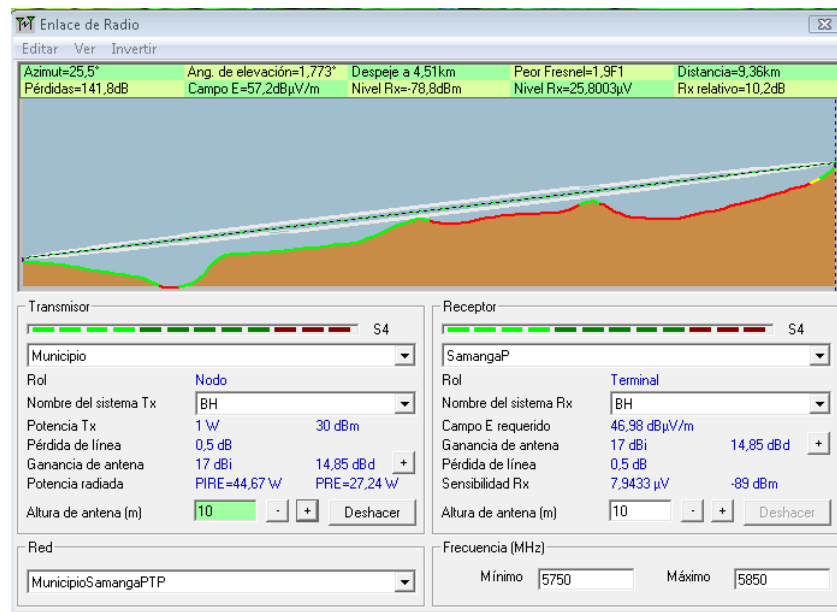 Enlace de Radio
Editar Ver Invertir
Azimut=25,5° Ang. de elevación=1,773° Despeje a 4,51km Peor Fresnel=1,9F1 Distancia=9,36km
Pérdidas=141,8dB Campo E=57,2dBµV/m Nivel Rx=-78,8dBm Nivel Rx=25,8003µV Rx relativo=10,2dB
Transmisor
S4
Municipio
Rol Nodo
Nombre del sistema Tx BH
Potencia Tx 1 W 30 dBm
Pérdida de línea 0,5 dB
Ganancia de antena 17 dBi 14,85 dBd +
Potencia radiada PIRE=44,67 W PRE=27,24 W
Altura de antena (m) 10 - + Deshacer
Red
MunicipioSamangaPTP
Receptor
S4
SamangaP
Rol Terminal
Nombre del sistema Rx BH
Campo E requerido 46,98 dBµV/m
Ganancia de antena 17 dBi 14,85 dBd +
Pérdida de línea 0,5 dB
Sensibilidad Rx 7,9433 µV -89 dBm
Altura de antena (m) 10 - + Deshacer
Frecuencia (MHz)
Mínimo 5750 Máximo 5850